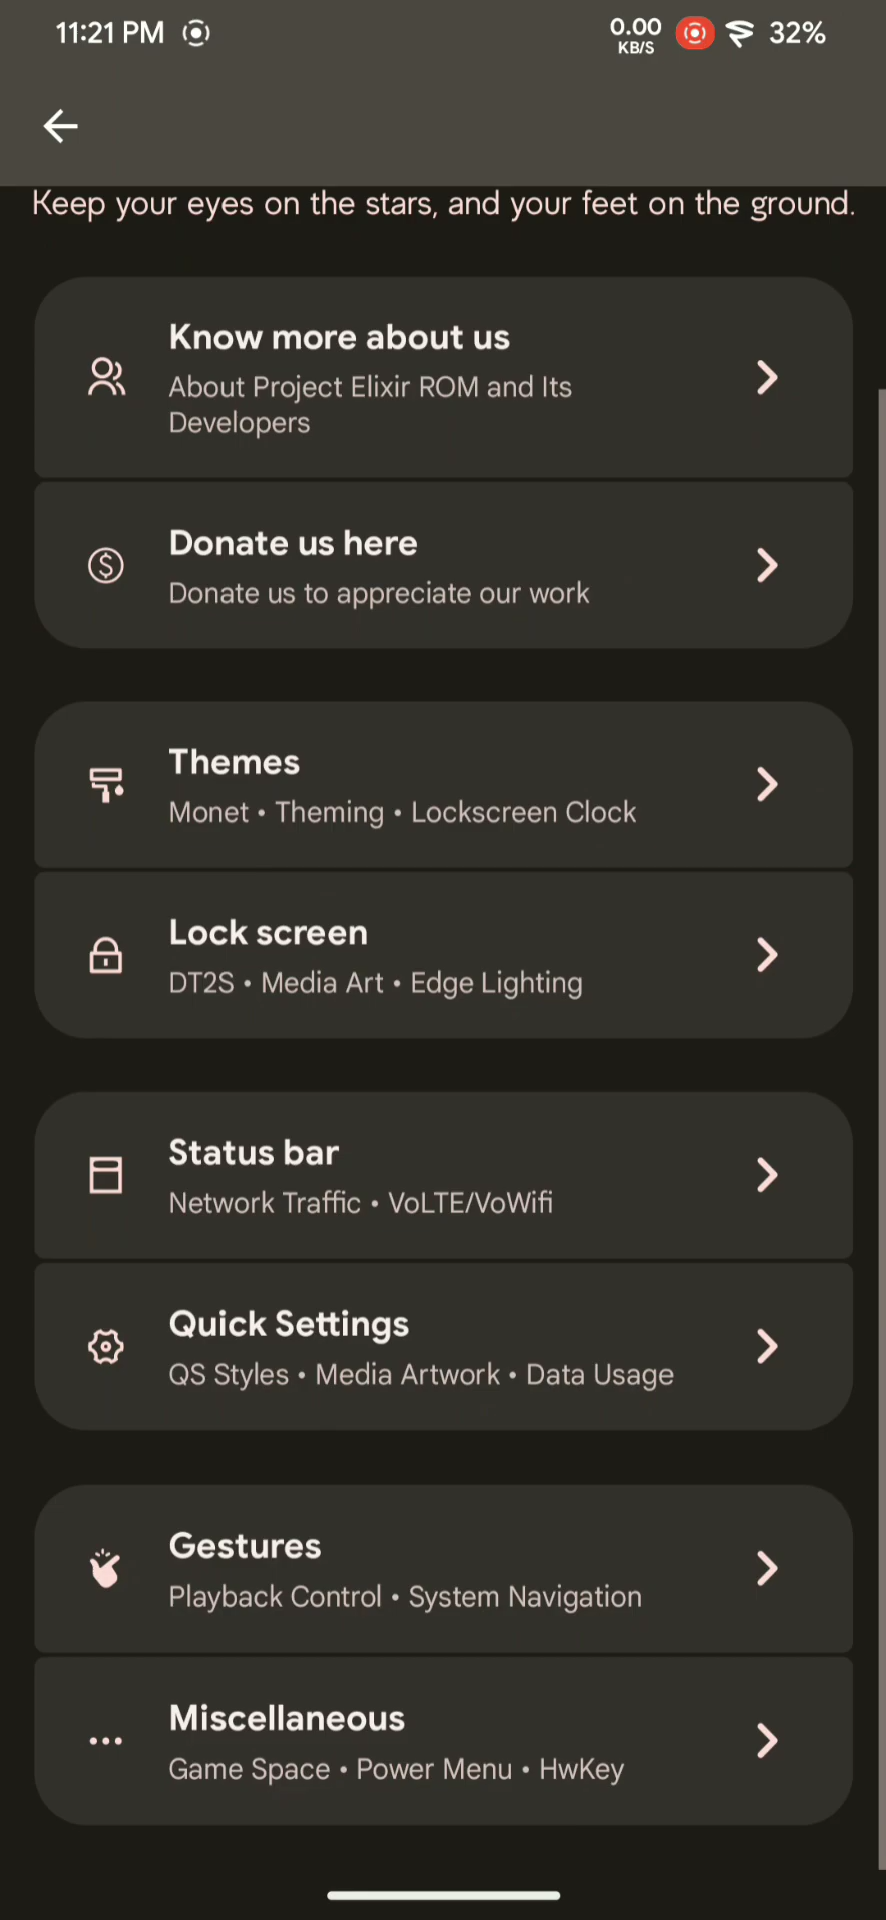 11:21 PM
0.00
KB/S
32%
Keep your eyes on the stars, and your feet on the ground.
Know more about us
About Project Elixir ROM and Its
Developers
Donate us here
Donate us to appreciate our work
Themes
Monet • Theming • Lockscreen Clock
Lock screen
DT2S • Media Art • Edge Lighting
Status bar
Network Traffic • VoLTE/VoWifi
Quick Settings
QS Styles • Media Artwork • Data Usage
Gestures
Playback Control • System Navigation
Miscellaneous
Game Space • Power Menu • HwKey